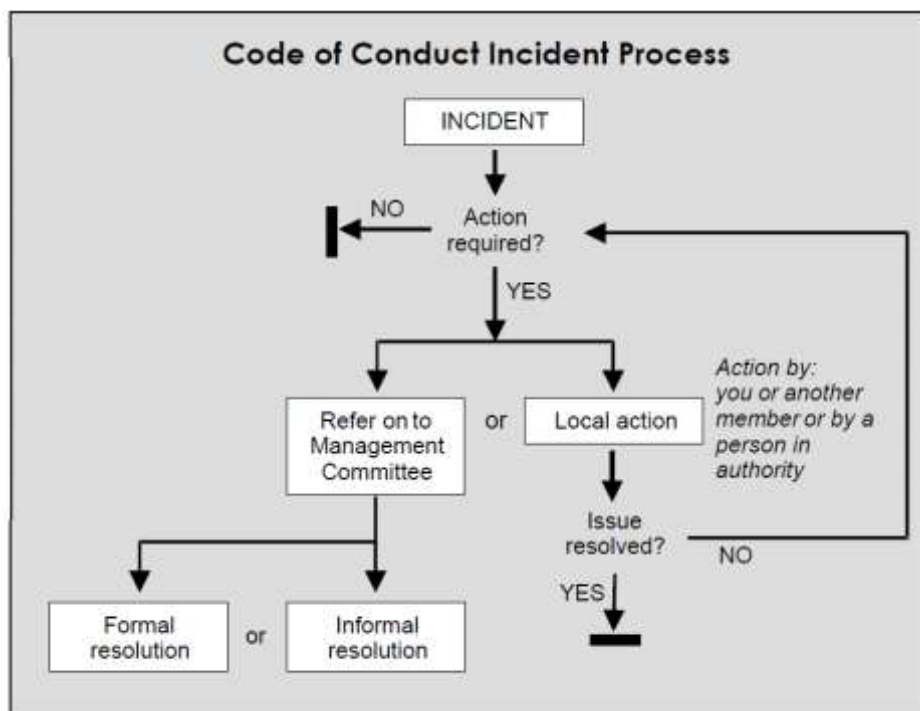 Code of Conduct Incident Process
INCIDENT
NO
Action
required?
YES
Refer on to
Management
Committee
or
Local action
Action by:
you or another
member or by a
person in
authority
Issue
resolved?
NO
YES
Formal
resolution
or
Informal
resolution